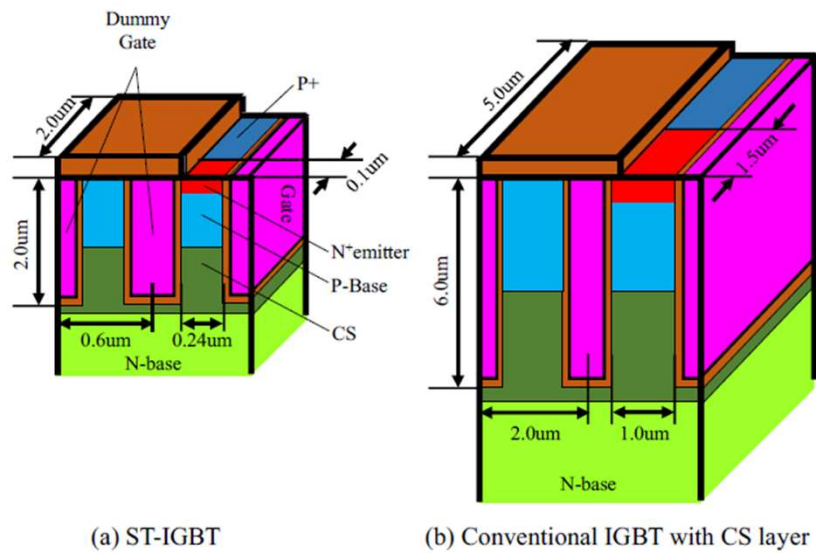 Dummy
Gate
P+
2.0um
0.1um
Gate
2.0um
N+emitter
P-Base
CS
0.6um
0.24um
N-base
(a) ST-IGBT
5.0um
1.5um
6.0um
2.0um
1.0um
N-base
(b) Conventional IGBT with CS layer